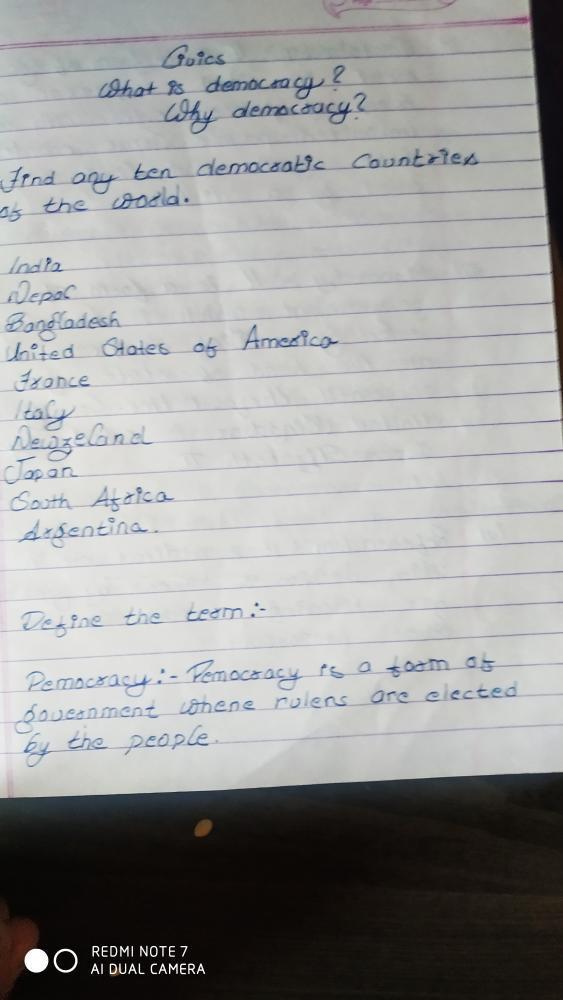 Civics
What is democracy?
Why democracy?
Find any ten democratic Countries
of the world.
India
Nepal
Bangladesh
United States of America
France
Italy
Newzeland
Japan
South Africa
Argentina.
Define the term:-
Democracy:- Democracy is a form of
government where rulers are elected
by the people.
REDMI NOTE 7
AI DUAL CAMERA